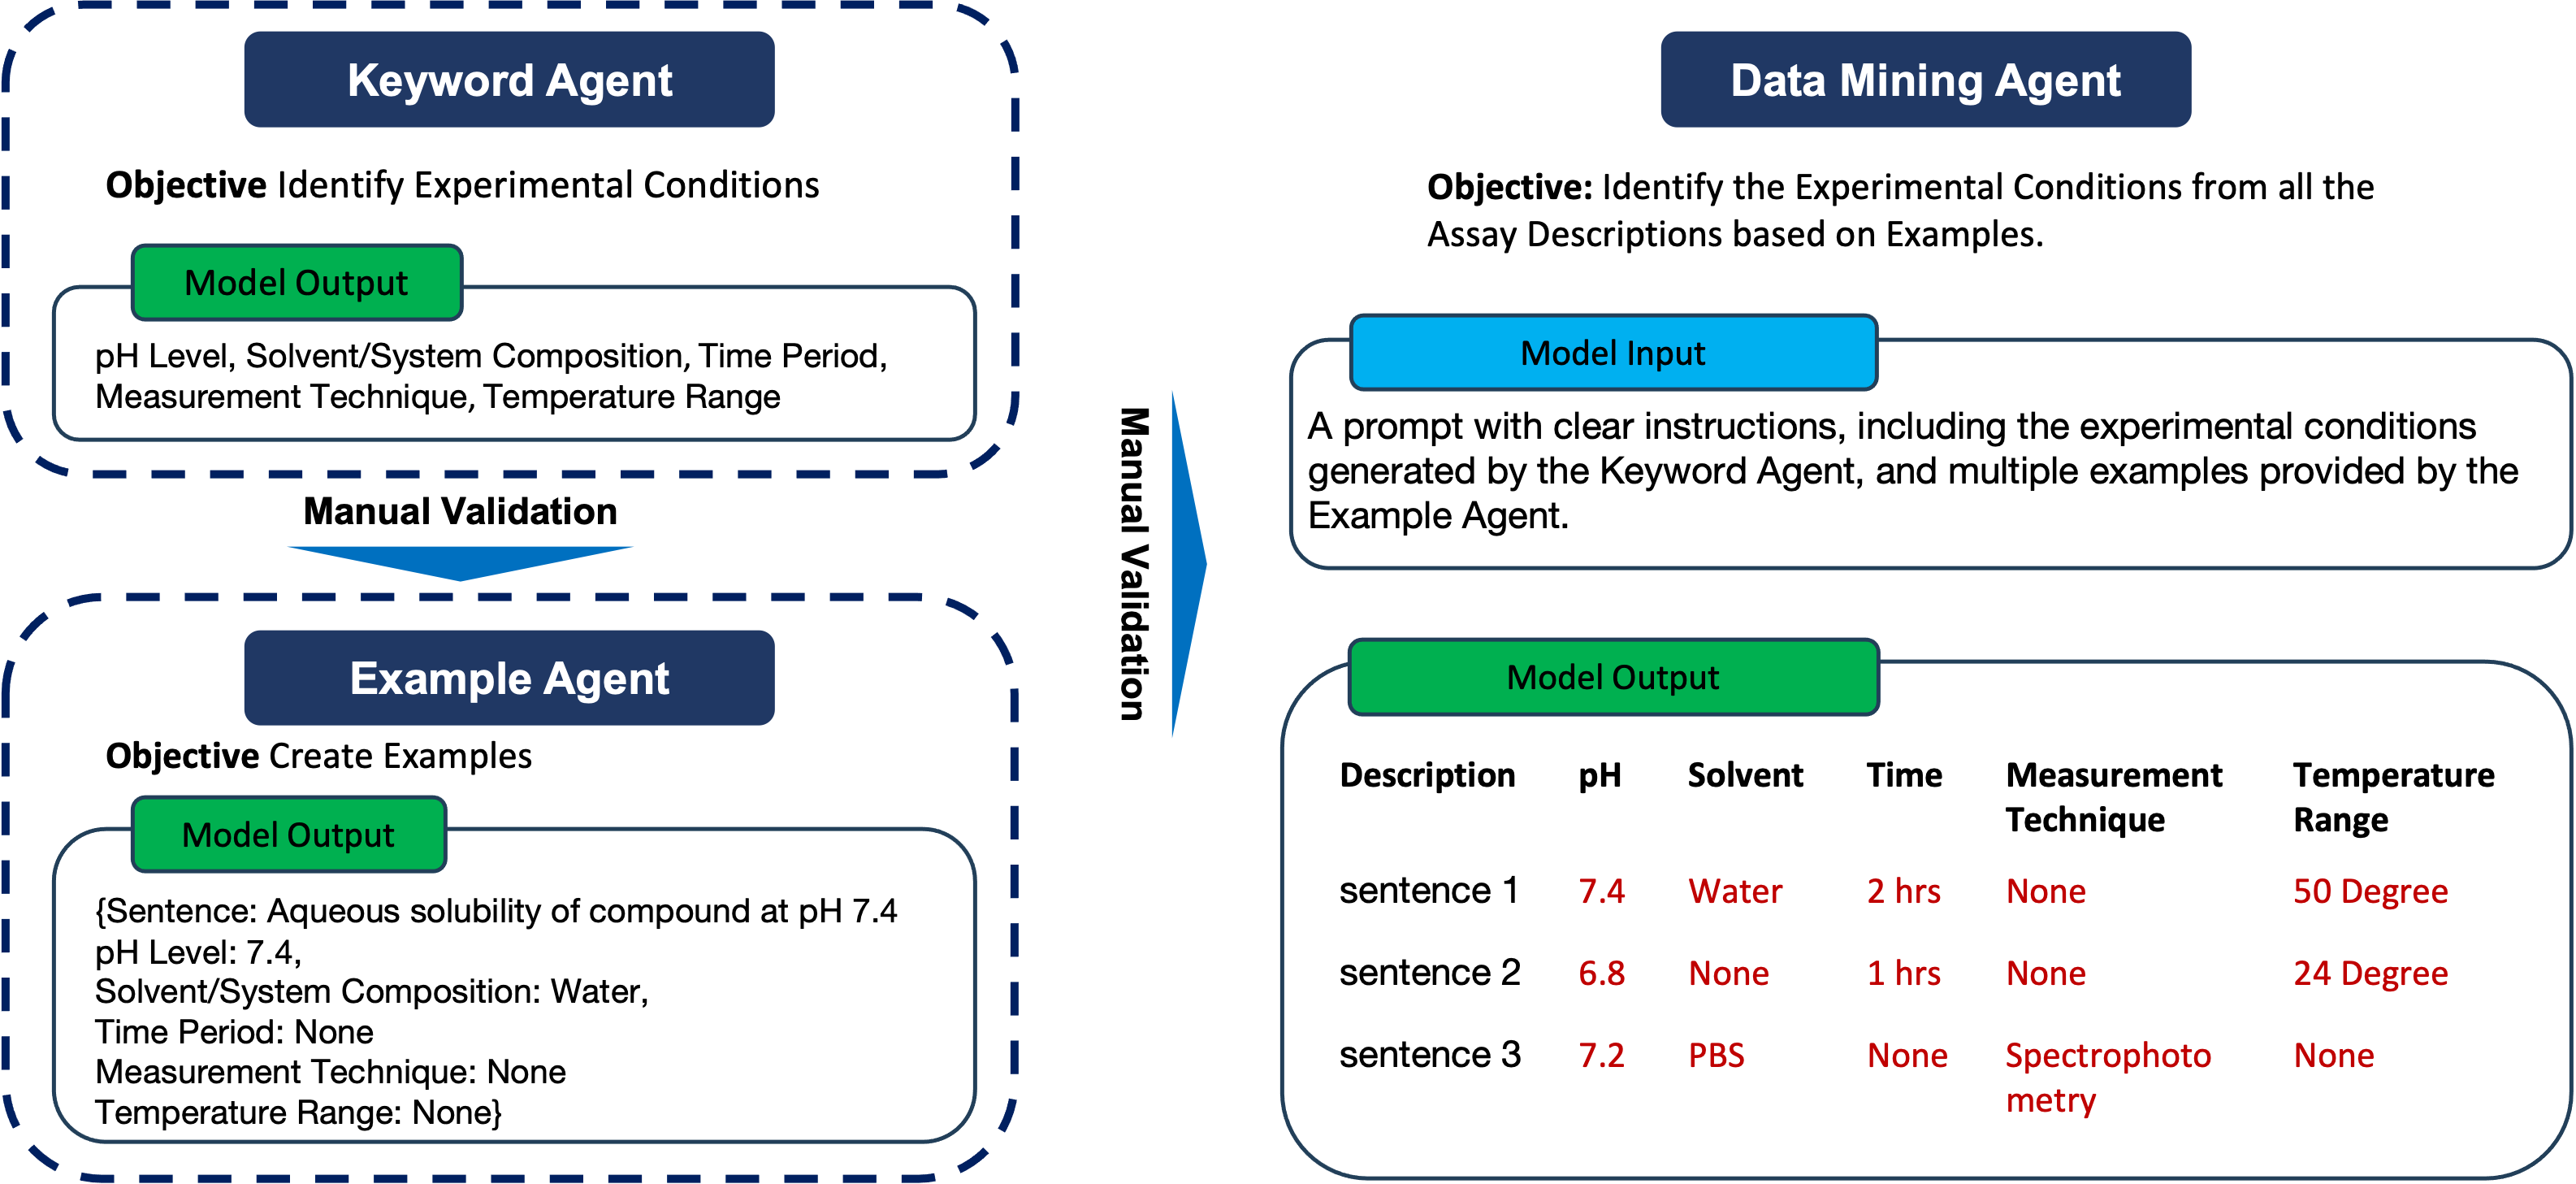 Keyword Agent
Objective Identify Experimental Conditions
Model Output
pH Level, Solvent/System Composition, Time Period,
Measurement Technique, Temperature Range
Manual Validation
Example Agent
Objective Create Examples
Model Output
{Sentence: Aqueous solubility of compound at pH 7.4
pH Level: 7.4,
Solvent/System Composition: Water,
Time Period: None
Measurement Technique: None
Temperature Range: None}
Manual Validation
Data Mining Agent
Objective: Identify the Experimental Conditions from all the
Assay Descriptions based on Examples.
Model Input
A prompt with clear instructions, including the experimental conditions
generated by the Keyword Agent, and multiple examples provided by the
Example Agent.
Model Output
Description pH Solvent Time Measurement Technique Temperature Range
sentence 1 7.4 Water 2 hrs None 50 Degree
sentence 2 6.8 None 1 hrs None 24 Degree
sentence 3 7.2 PBS None Spectrophoto metry None